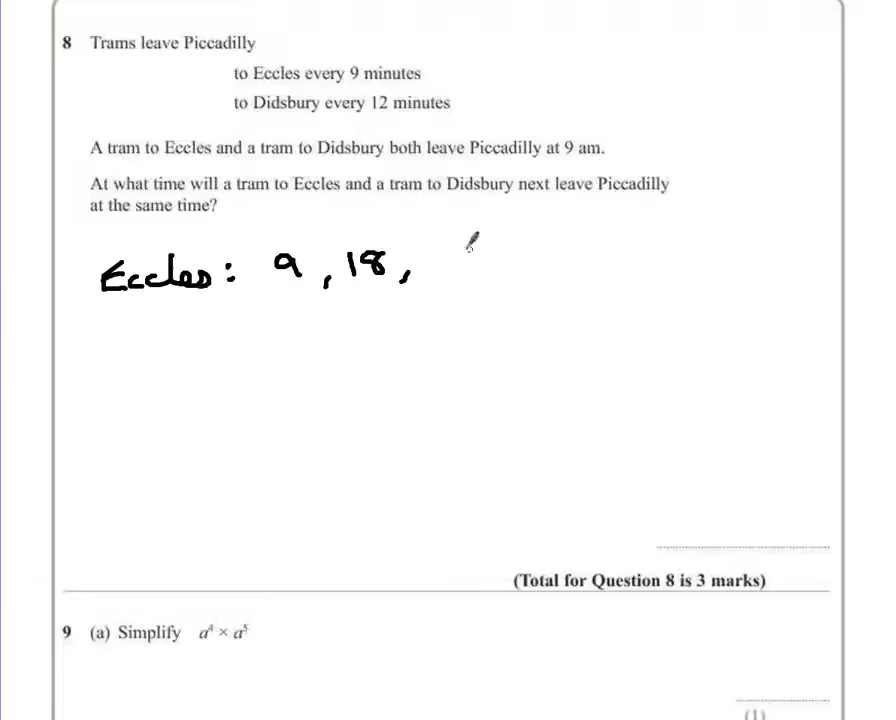 8 Trams leave Piccadilly
to Eccles every 9 minutes
to Didsbury every 12 minutes
A tram to Eccles and a tram to Didsbury both leave Piccadilly at 9 am.
At what time will a tram to Eccles and a tram to Didsbury next leave Piccadilly
at the same time?
Eccles: 9, 18,
(Total for Question 8 is 3 marks)
9 (a) Simplify a⁴ × a⁵
(1)